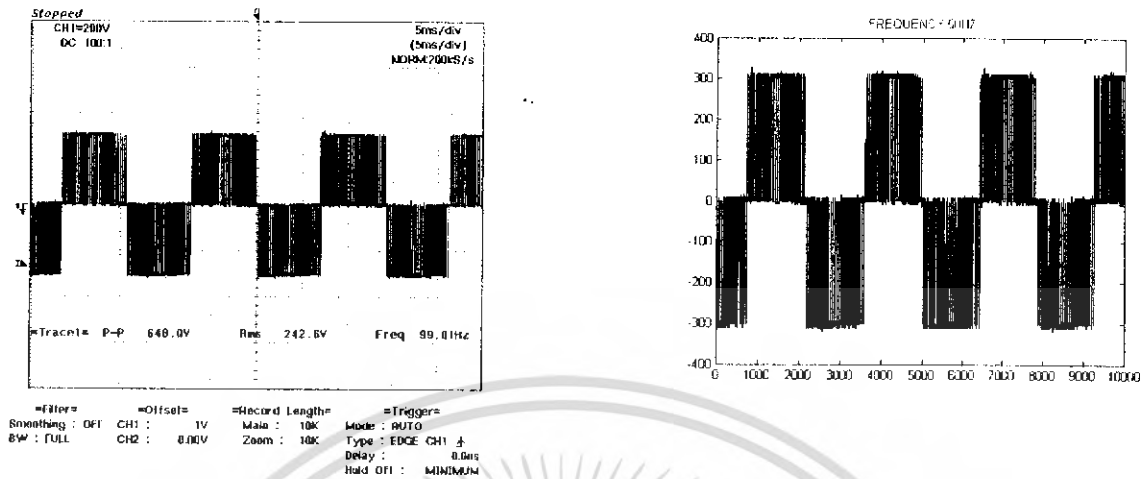 Stopped
CH1=200V
DC 100:1
5ms/div
(5ms/div)
NORM:200kS/s
=Trace1= P-P 648.0V Rms 242.6V Freq
=Filter= =Offset= =Record Length= =Trigger=
Smoothing : OFF CH1 : 1V Main : 10K Mode : AUTO
BW : FULL CH2 : 0.00V Zoom : 10K Type : EDGE CH1
Delay : 0.0ns
Hold Off : MINIMUM
FREQUENCY
400
300
200
100
0
-100
-200
-300
-400
0 1000 2000 3000 4000 5000 6000 7000 8000 9000 10000